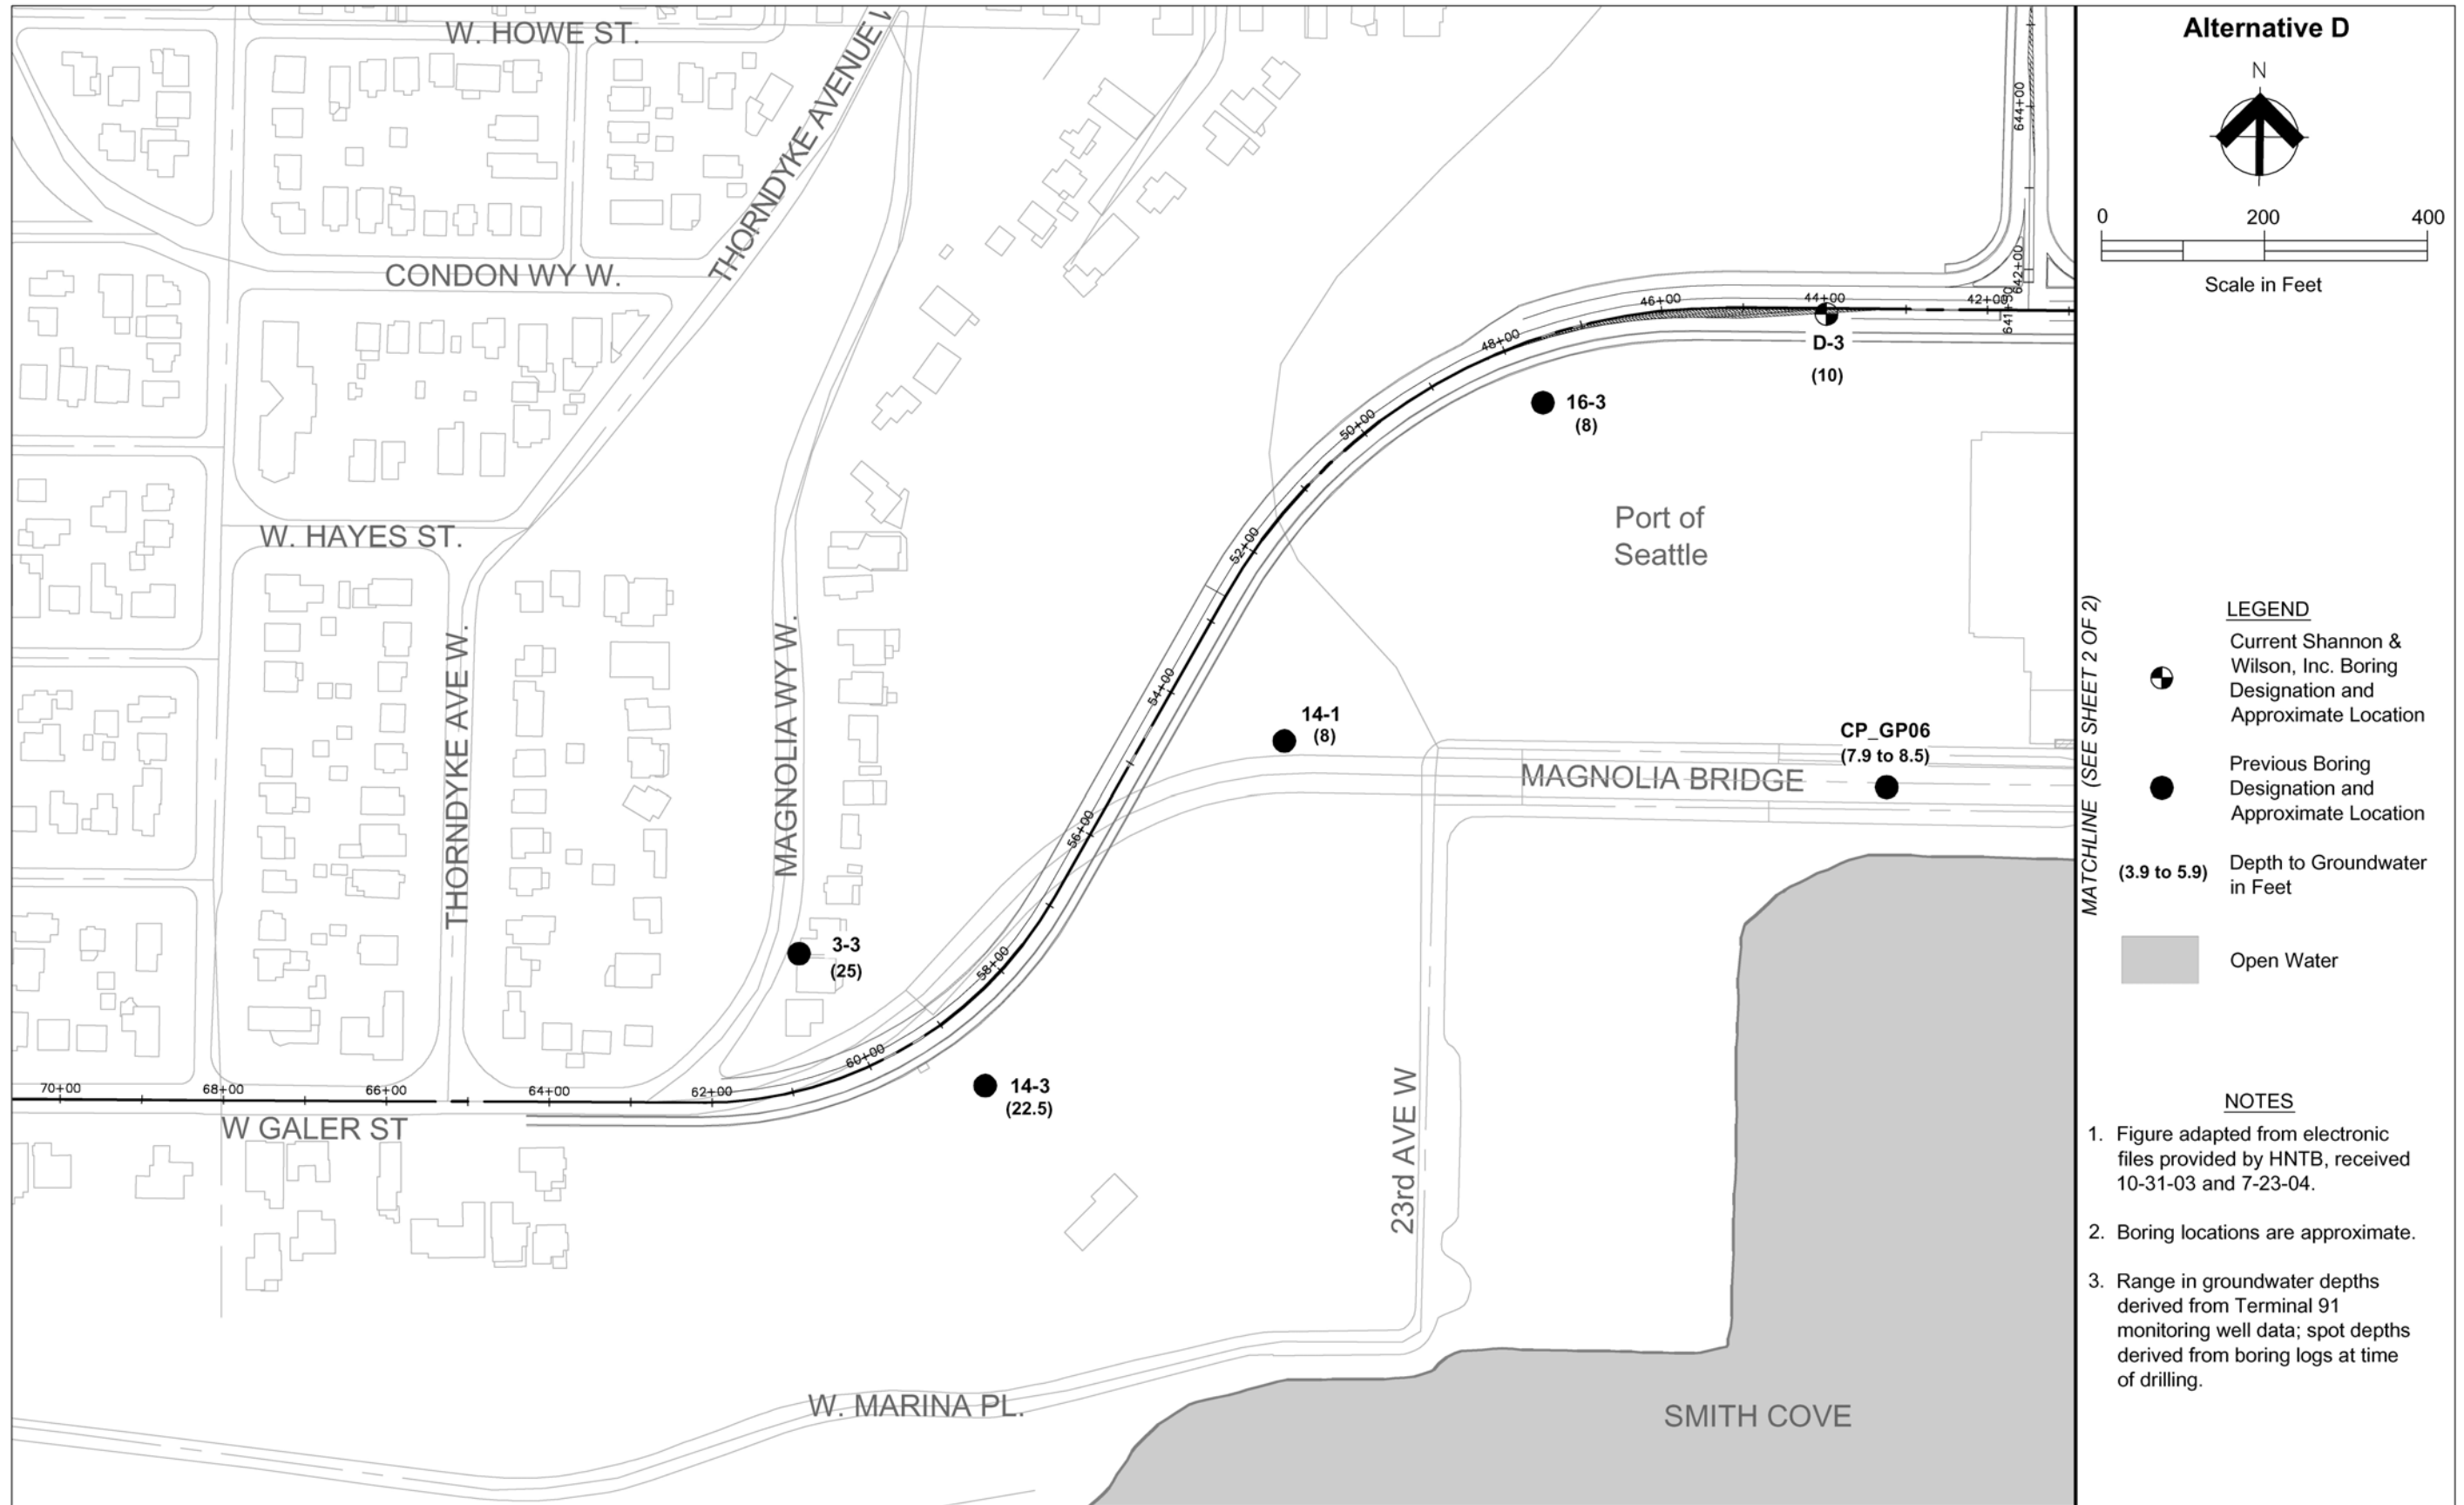 W. HOWE ST.
THORNDYKE AVENUE
CONDON WY W.
W. HAYES ST.
THORNDYKE AVE W.
MAGNOLIA WY W.
644+00
642+00
46+00
44+00
42+00
48+00
D-3
(10)
16-3
(8)
50+00
Port of
Seattle
52+00
54+00
14-1
(8)
CP_GP06
(7.9 to 8.5)
MAGNOLIA BRIDGE
56+00
3-3
(25)
58+00
60+00
14-3
(22.5)
70+00
68+00
66+00
64+00
62+00
W GALER ST
23rd AVE W
W. MARINA PL.
SMITH COVE
MATCHLINE (SEE SHEET 2 OF 2)
Alternative D
N
0 200 400
Scale in Feet
LEGEND
Current Shannon &
Wilson, Inc. Boring
Designation and
Approximate Location
Previous Boring
Designation and
Approximate Location
(3.9 to 5.9)
Depth to Groundwater
in Feet
Open Water
NOTES
1. Figure adapted from electronic
files provided by HNTB, received
10-31-03 and 7-23-04.
2. Boring locations are approximate.
3. Range in groundwater depths
derived from Terminal 91
monitoring well data; spot depths
derived from boring logs at time
of drilling.